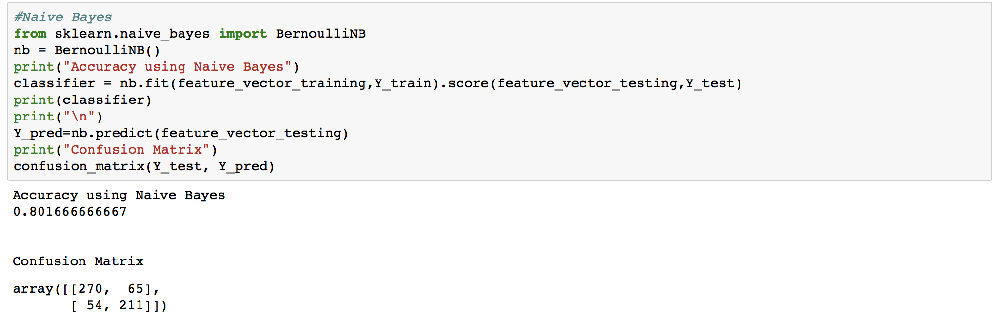 #Naive Bayes
from sklearn.naive_bayes import BernoulliNB
nb = BernoulliNB()
print("Accuracy using Naive Bayes")
classifier = nb.fit(feature_vector_training,Y_train).score(feature_vector_testing,Y_test)
print(classifier)
print("\n")
Y_pred=nb.predict(feature_vector_testing)
print("Confusion Matrix")
confusion_matrix(Y_test, Y_pred)
Accuracy using Naive Bayes
0.801666666667
Confusion Matrix
array([[270,  65],
       [ 54, 211]])